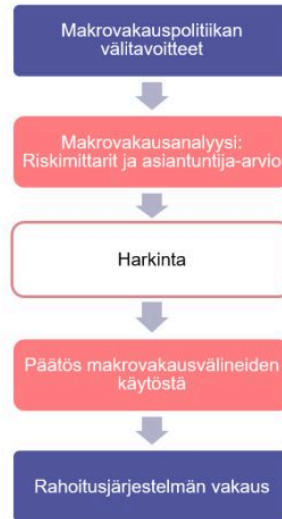 Makrovakauspolitiikan
välitavoitteet
Makrovakausanalyysi:
Riskimittarit ja asiantuntija-arvio
Harkinta
Päätös makrovakausvälineiden
käytöstä
Rahoitusjärjestelmän vakaus